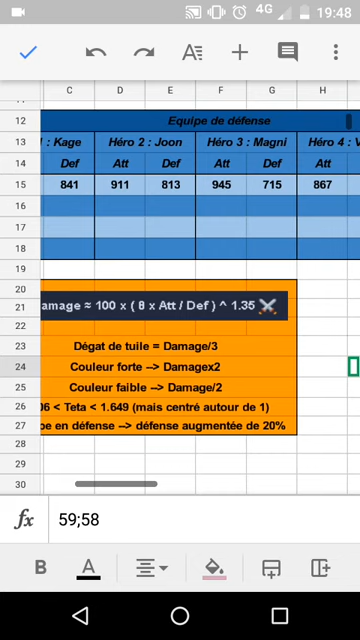 4G 19:48
A
C D E F G H
12 Equipe de défense
13 : Kage Héro 2 : Joon Héro 3 : Magni Héro 4 : V
14 Def Att Def Att Def Att
15 841 911 813 945 715 867
16
17
18
19
20
21 amage ≈ 100 x ( θ x Att / Def ) ^ 1.35
22
23 Dégat de tuile = Damage/3
24 Couleur forte --> Damagex2
25 Couleur faible --> Damage/2
26 06 < Teta < 1.649 (mais centré autour de 1)
27 pe en défense --> défense augmentée de 20%
28
29
30
fx 59;58
B A